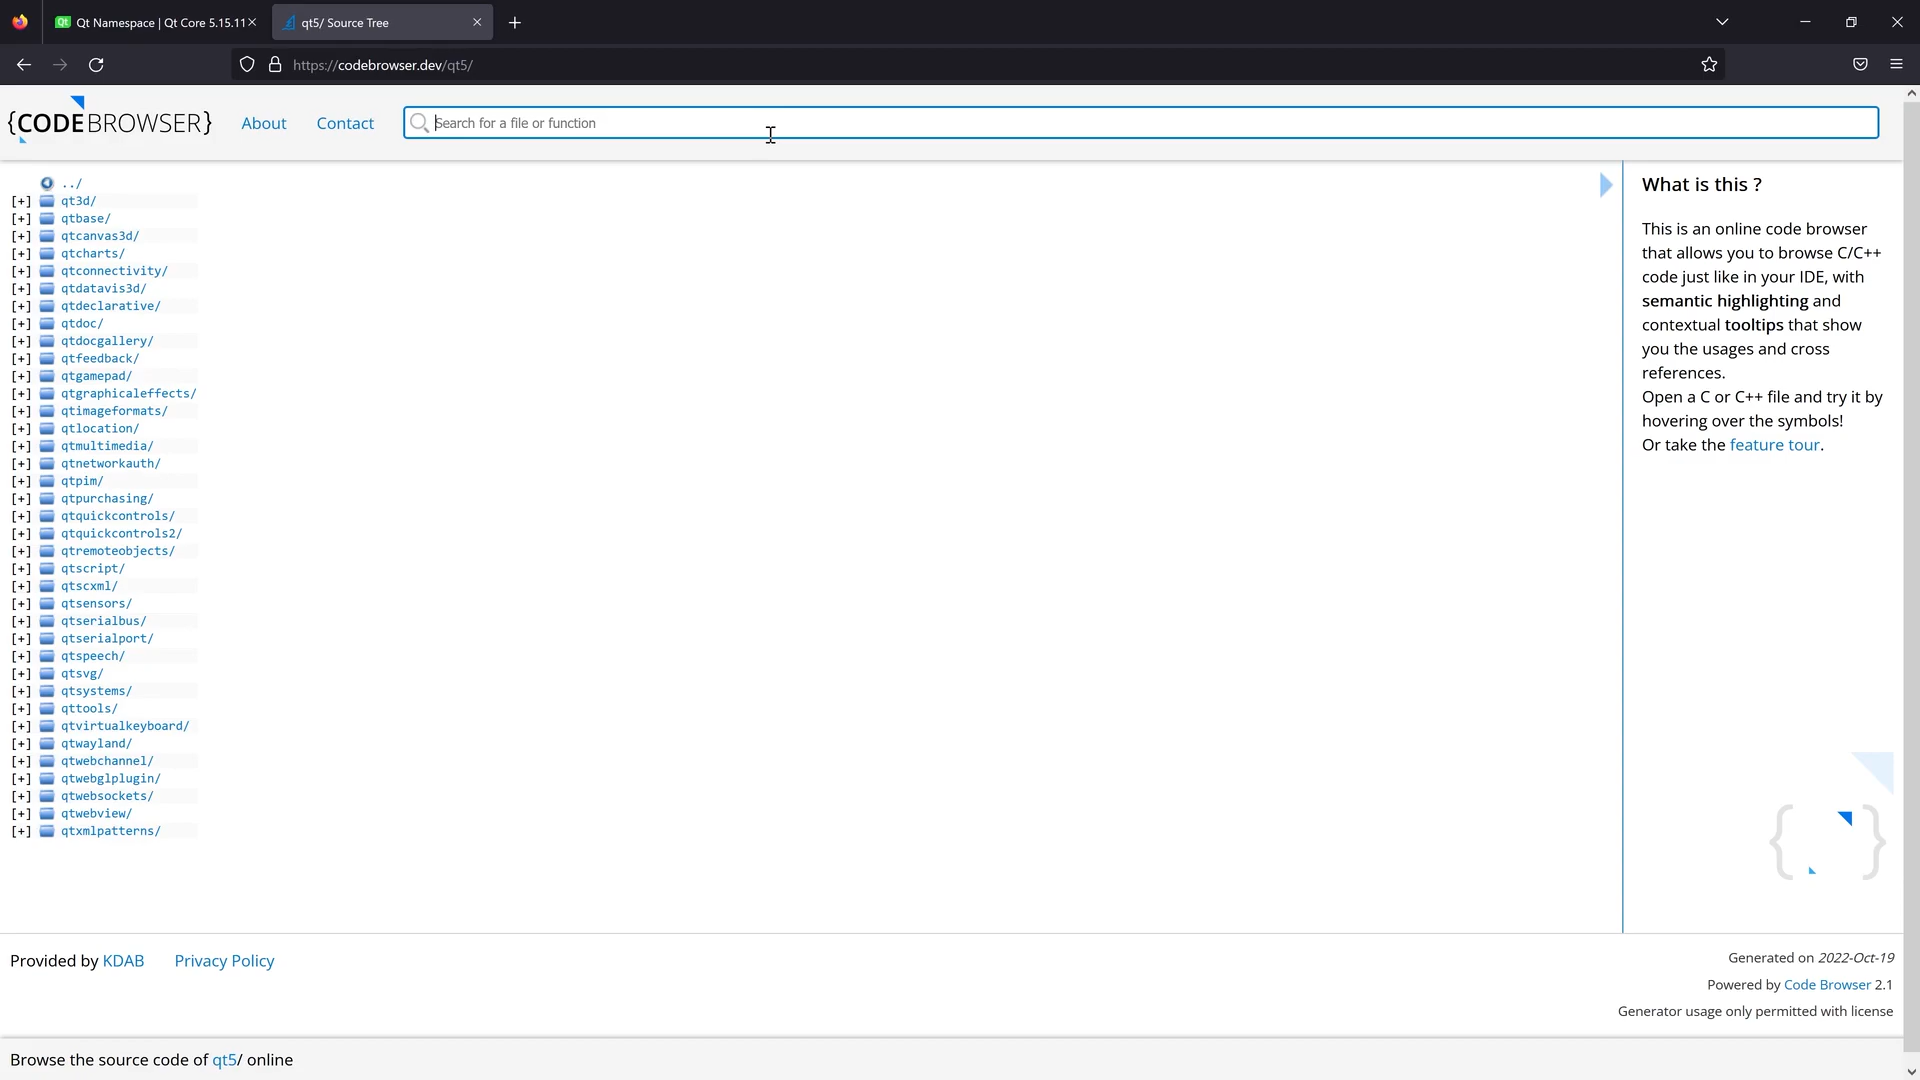 Qt Namespace | Qt Core 5.15.11
qt5/ Source Tree
https://codebrowser.dev/qt5/
{CODEBROWSER}
About
Contact
Search for a file or function
../
[+] qt3d/
[+] qtbase/
[+] qtcanvas3d/
[+] qtcharts/
[+] qtconnectivity/
[+] qtdatavis3d/
[+] qtdeclarative/
[+] qtdoc/
[+] qtdocgallery/
[+] qtfeedback/
[+] qtgamepad/
[+] qtgraphicaleffects/
[+] qtimageformats/
[+] qtlocation/
[+] qtmultimedia/
[+] qtnetworkauth/
[+] qtpim/
[+] qtpurchasing/
[+] qtquickcontrols/
[+] qtquickcontrols2/
[+] qtremoteobjects/
[+] qtscript/
[+] qtscxml/
[+] qtsensors/
[+] qtserialbus/
[+] qtserialport/
[+] qtspeech/
[+] qtsvg/
[+] qtsystems/
[+] qttools/
[+] qtvirtualkeyboard/
[+] qtwayland/
[+] qtwebchannel/
[+] qtwebglplugin/
[+] qtwebsockets/
[+] qtwebview/
[+] qtxmlpatterns/
What is this ?
This is an online code browser
that allows you to browse C/C++
code just like in your IDE, with
semantic highlighting and
contextual tooltips that show
you the usages and cross
references.
Open a C or C++ file and try it by
hovering over the symbols!
Or take the feature tour.
Provided by KDAB
Privacy Policy
Generated on 2022-Oct-19
Powered by Code Browser 2.1
Generator usage only permitted with license
Browse the source code of qt5/ online